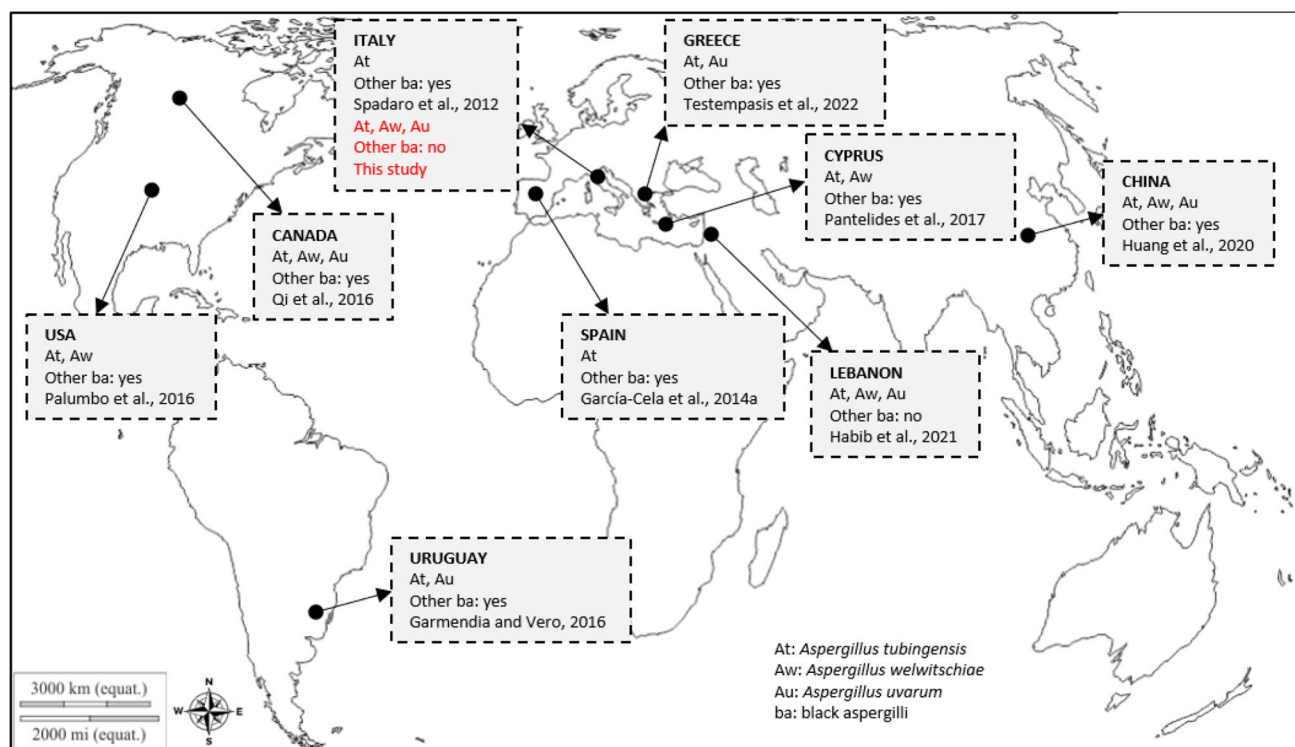 ITALY
At
Other ba: yes
Spadaro et al., 2012
At, Aw, Au
Other ba: no
This study
GREECE
At, Au
Other ba: yes
Testempasis et al., 2022
CYPRUS
At, Aw
Other ba: yes
Pantelides et al., 2017
CHINA
At, Aw, Au
Other ba: yes
Huang et al., 2020
CANADA
At, Aw, Au
Other ba: yes
Qi et al., 2016
USA
At, Aw
Other ba: yes
Palumbo et al., 2016
SPAIN
At
Other ba: yes
García-Cela et al., 2014a
LEBANON
At, Aw, Au
Other ba: no
Habib et al., 2021
URUGUAY
At, Au
Other ba: yes
Garmendia and Vero, 2016
At: Aspergillus tubingensis
Aw: Aspergillus welwitschiae
Au: Aspergillus uvarum
ba: black aspergilli
3000 km (equat.)
2000 mi (equat.)
N
W E
S